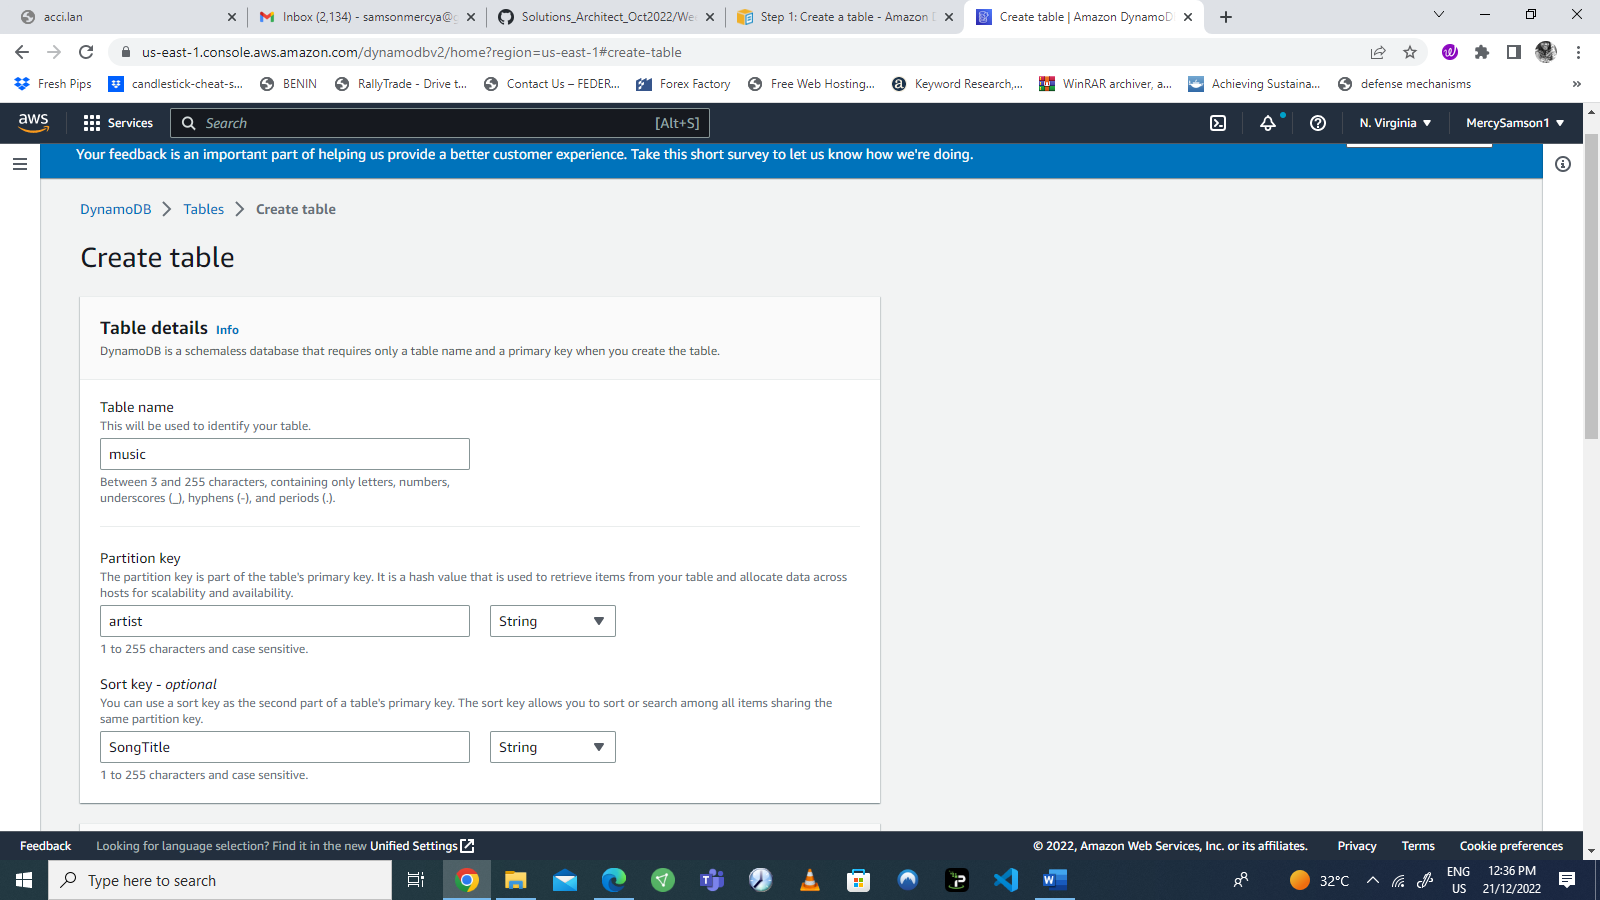 acci.lan
Inbox (2,134) - samsonmercya@g
Solutions_Architect_Oct2022/We
Step 1: Create a table - Amazon D
Create table | Amazon DynamoD
us-east-1.console.aws.amazon.com/dynamodbv2/home?region=us-east-1#create-table
Fresh Pips
candlestick-cheat-s...
BENIN
RallyTrade - Drive t...
Contact Us – FEDER...
Forex Factory
Free Web Hosting...
Keyword Research,...
WinRAR archiver, a...
Achieving Sustaina...
defense mechanisms
»
aws
Services
Search
[Alt+S]
N. Virginia
MercySamson1
Your feedback is an important part of helping us provide a better customer experience. Take this short survey to let us know how we're doing.
DynamoDB
Tables
Create table
Create table
Table details Info
DynamoDB is a schemaless database that requires only a table name and a primary key when you create the table.
Table name
This will be used to identify your table.
music
Between 3 and 255 characters, containing only letters, numbers,
underscores (_), hyphens (-), and periods (.).
Partition key
The partition key is part of the table's primary key. It is a hash value that is used to retrieve items from your table and allocate data across
hosts for scalability and availability.
artist
String
1 to 255 characters and case sensitive.
Sort key - optional
You can use a sort key as the second part of a table's primary key. The sort key allows you to sort or search among all items sharing the
same partition key.
SongTitle
String
1 to 255 characters and case sensitive.
Feedback
Looking for language selection? Find it in the new Unified Settings
© 2022, Amazon Web Services, Inc. or its affiliates.
Privacy
Terms
Cookie preferences
Type here to search
32°C
ENG
US
12:36 PM
21/12/2022